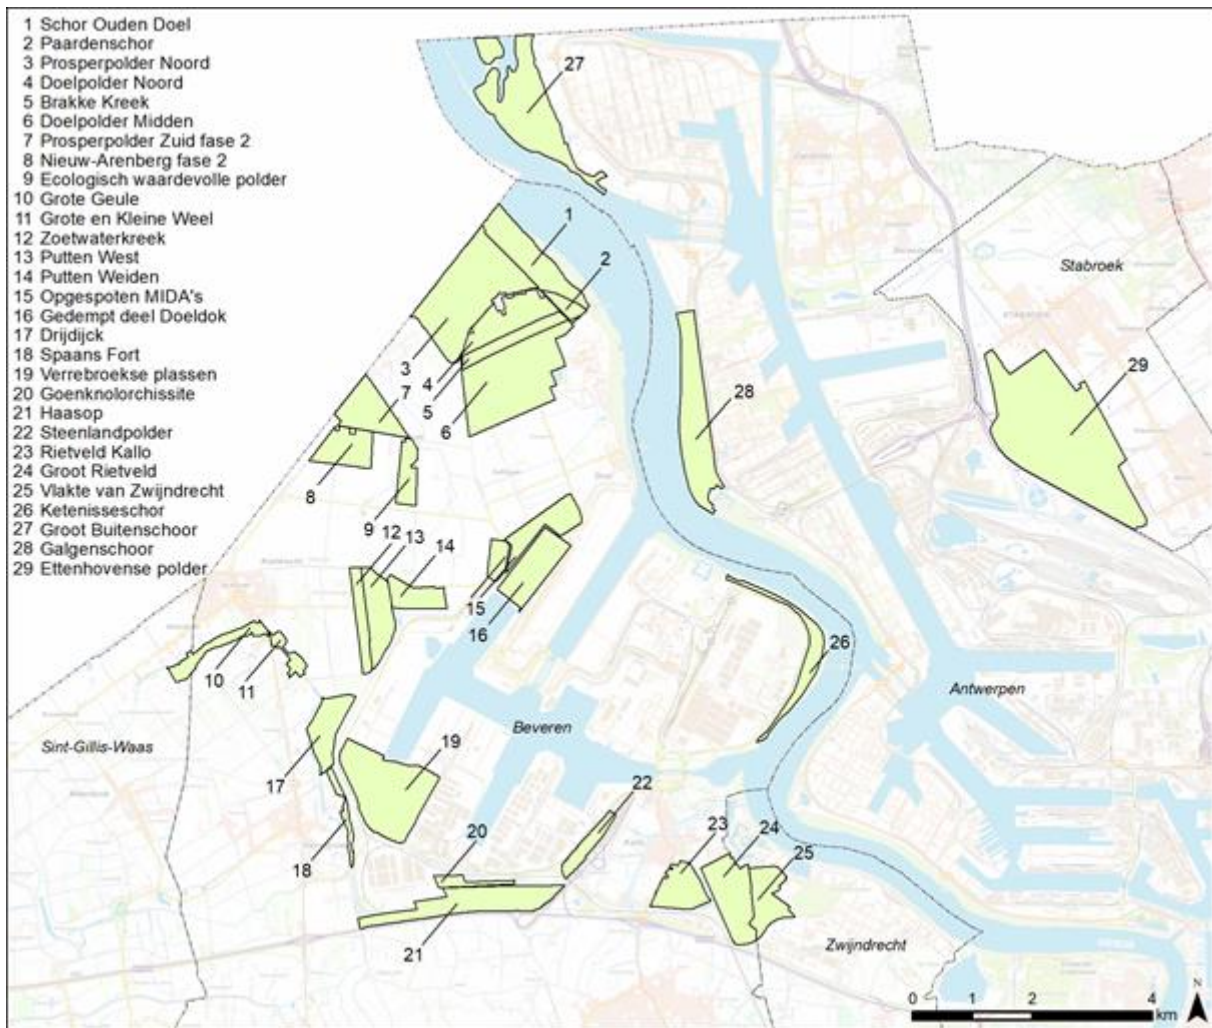 1 Schor Ouden Doel
2 Paardenschor
3 Prosperpolder Noord
4 Doelpolder Noord
5 Brakke Kreek
6 Doelpolder Midden
7 Prosperpolder Zuid fase 2
8 Nieuw-Arenberg fase 2
9 Ecologisch waardevolle polder
10 Grote Geule
11 Grote en Kleine Weel
12 Zoetwaterkreek
13 Putten West
14 Putten Weiden
15 Opgespoten MIDA's
16 Gedempt deel Doeldok
17 Drijdijck
18 Spaans Fort
19 Verrebroekse plassen
20 Goenknolorchissite
21 Haasop
22 Steenlandpolder
23 Rietveld Kallo
24 Groot Rietveld
25 Vlakte van Zwijndrecht
26 Ketenisseschor
27 Groot Buitenschoor
28 Galgenschoor
29 Ettenhovense polder
27
1
2
Stabroek
3
4
7
5
6
28
29
8
9
12
13
14
15
16
10
11
26
Antwerpen
Beveren
Sint-Gillis-Waas
17
19
22
20
23
24
25
18
21
Zwijndrecht
N
0 1 2 4
km